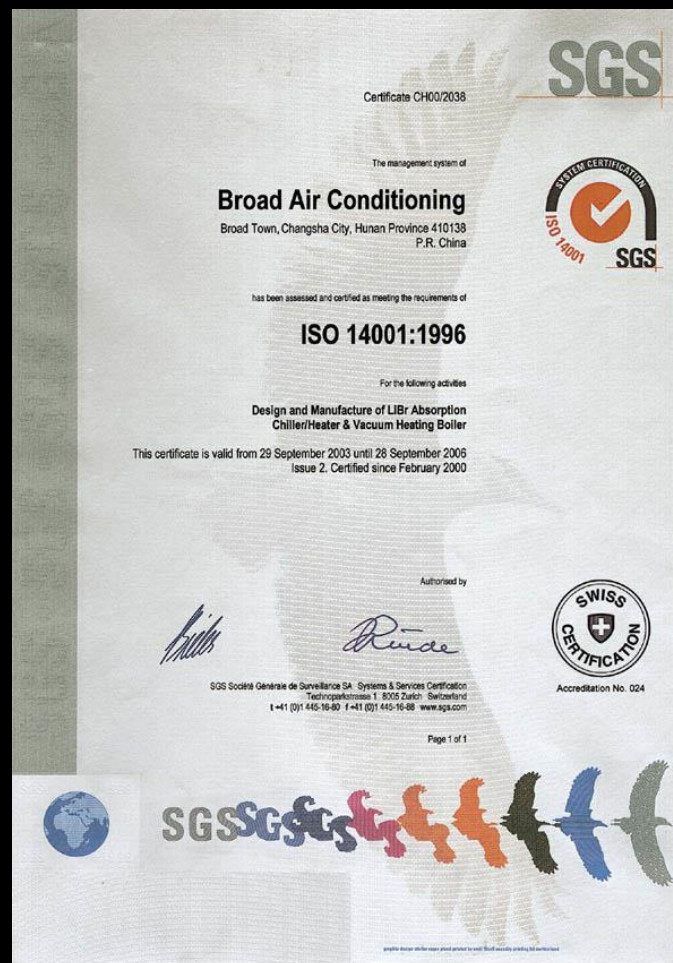 SGS
Certificate CH00/2038
The management system of
Broad Air Conditioning
Broad Town, Changsha City, Hunan Province 410138
P.R. China
SYSTEM CERTIFICATION
ISO 14001
SGS
has been assessed and certified as meeting the requirements of
ISO 14001:1996
For the following activities
Design and Manufacture of LIBr Absorption
Chiller/Heater & Vacuum Heating Boiler
This certificate is valid from 29 September 2003 until 28 September 2006
Issue 2. Certified since February 2000
Authorised by
SWISS
CERTIFICATION
Accreditation No. 024
SGS Société Générale de Surveillance SA Systems & Services Certification
Technoparkstrasse 1 8005 Zurich Switzerland
t +41 (0)1 445-16-80 f +41 (0)1 445-16-88 www.sgs.com
Page 1 of 1
SGSSGSSGS